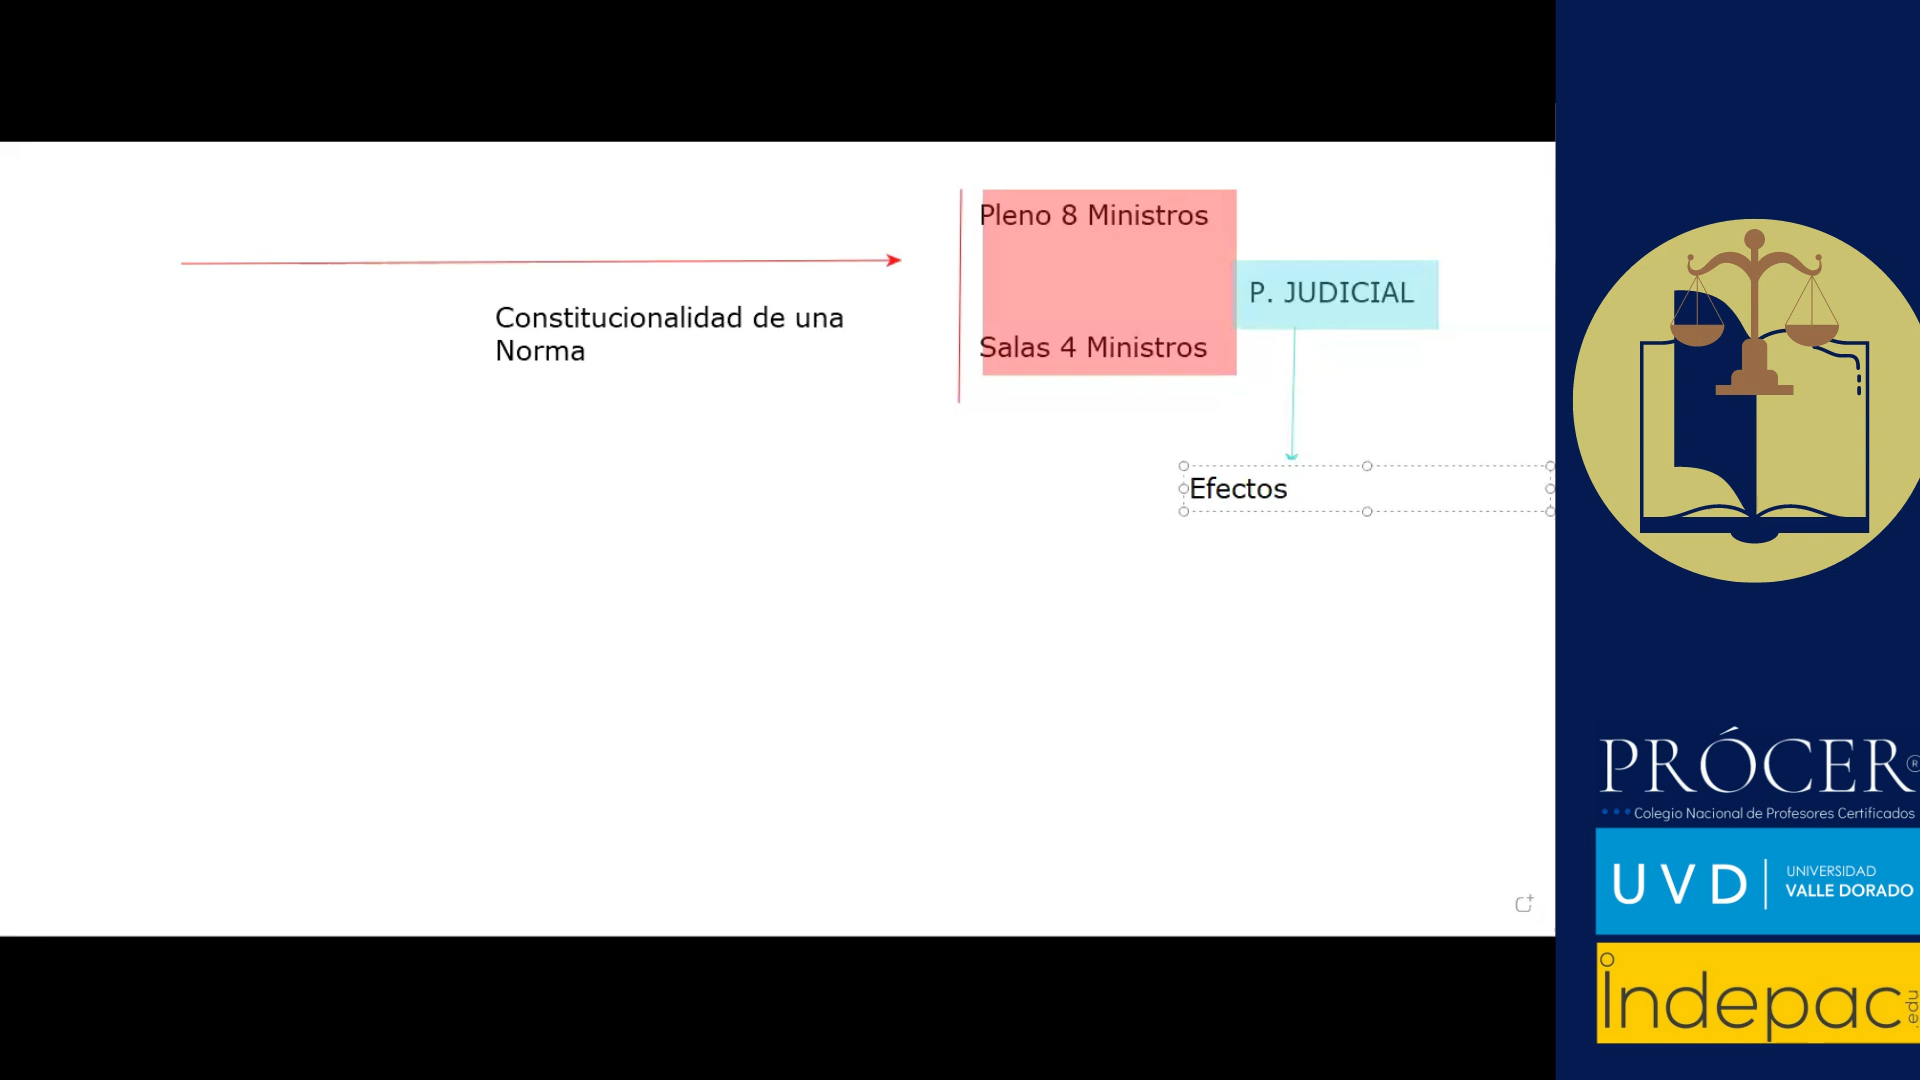 Pleno 8 Ministros
P. JUDICIAL
Constitucionalidad de una
Norma
Salas 4 Ministros
Efectos
PRÓCER®
Colegio Nacional de Profesores Certificados
UVD
UNIVERSIDAD
VALLE DORADO
indepac
.edu